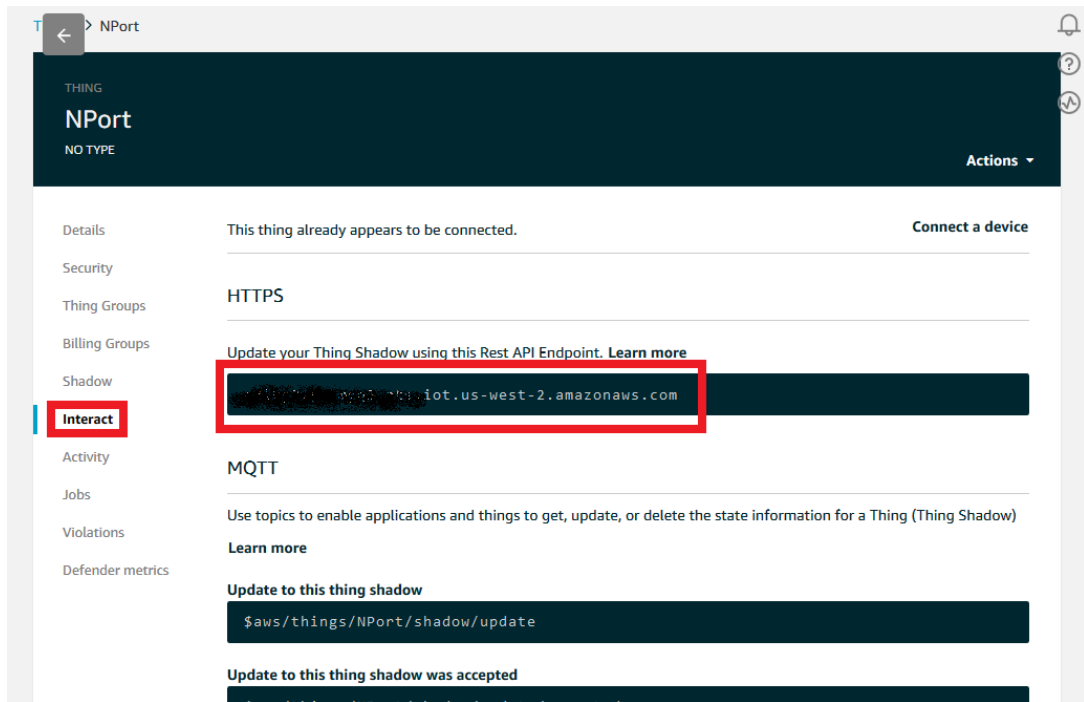 T > NPort
THING
NPort
NO TYPE
Actions
Details
Security
Thing Groups
Billing Groups
Shadow
Interact
Activity
Jobs
Violations
Defender metrics
This thing already appears to be connected.
Connect a device
HTTPS
Update your Thing Shadow using this Rest API Endpoint. Learn more
iot.us-west-2.amazonaws.com
MQTT
Use topics to enable applications and things to get, update, or delete the state information for a Thing (Thing Shadow)
Learn more
Update to this thing shadow
$aws/things/NPort/shadow/update
Update to this thing shadow was accepted